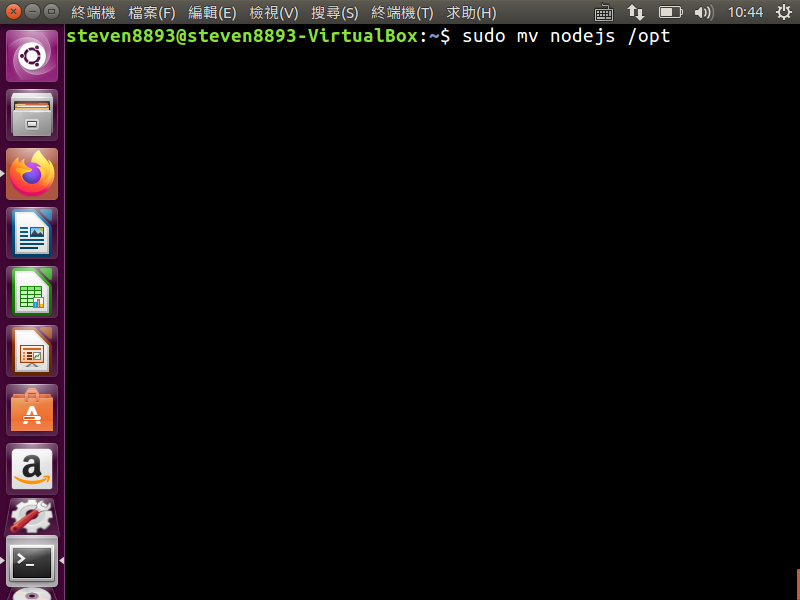 終端機 檔案(F) 編輯(E) 檢視(V) 搜尋(S) 終端機(T) 求助(H) 10:44
steven8893@steven8893-VirtualBox:~$ sudo mv nodejs /opt